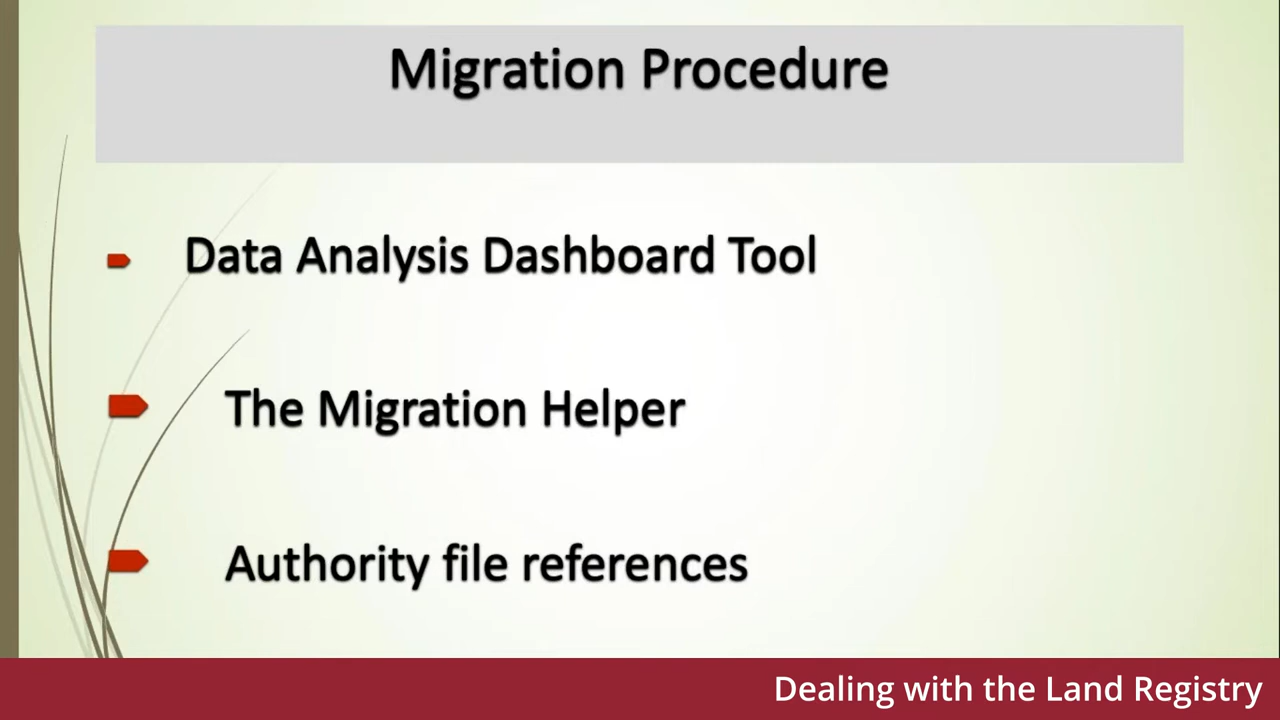 Migration Procedure
Data Analysis Dashboard Tool
The Migration Helper
Authority file references
Dealing with the Land Registry